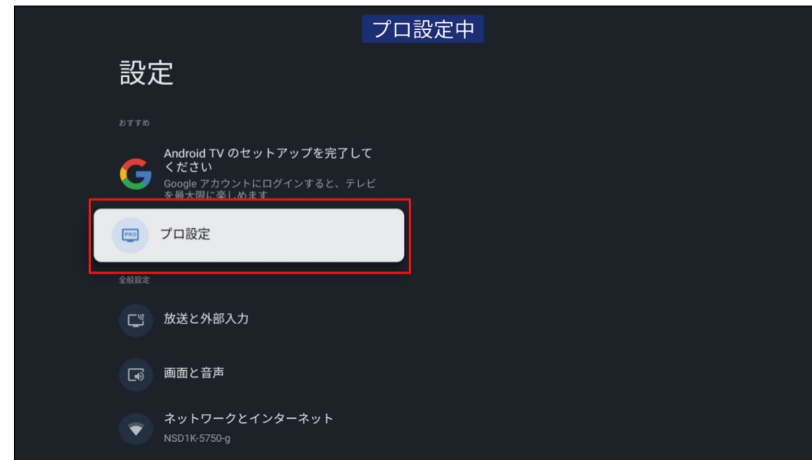 プロ設定中
設定
おすすめ
Android TV のセットアップを完了して
ください
Google アカウントにログインすると、テレビ
を最大限に楽しめます
PRO
プロ設定
全般設定
放送と外部入力
画面と音声
ネットワークとインターネット
NSD1K-5750-g